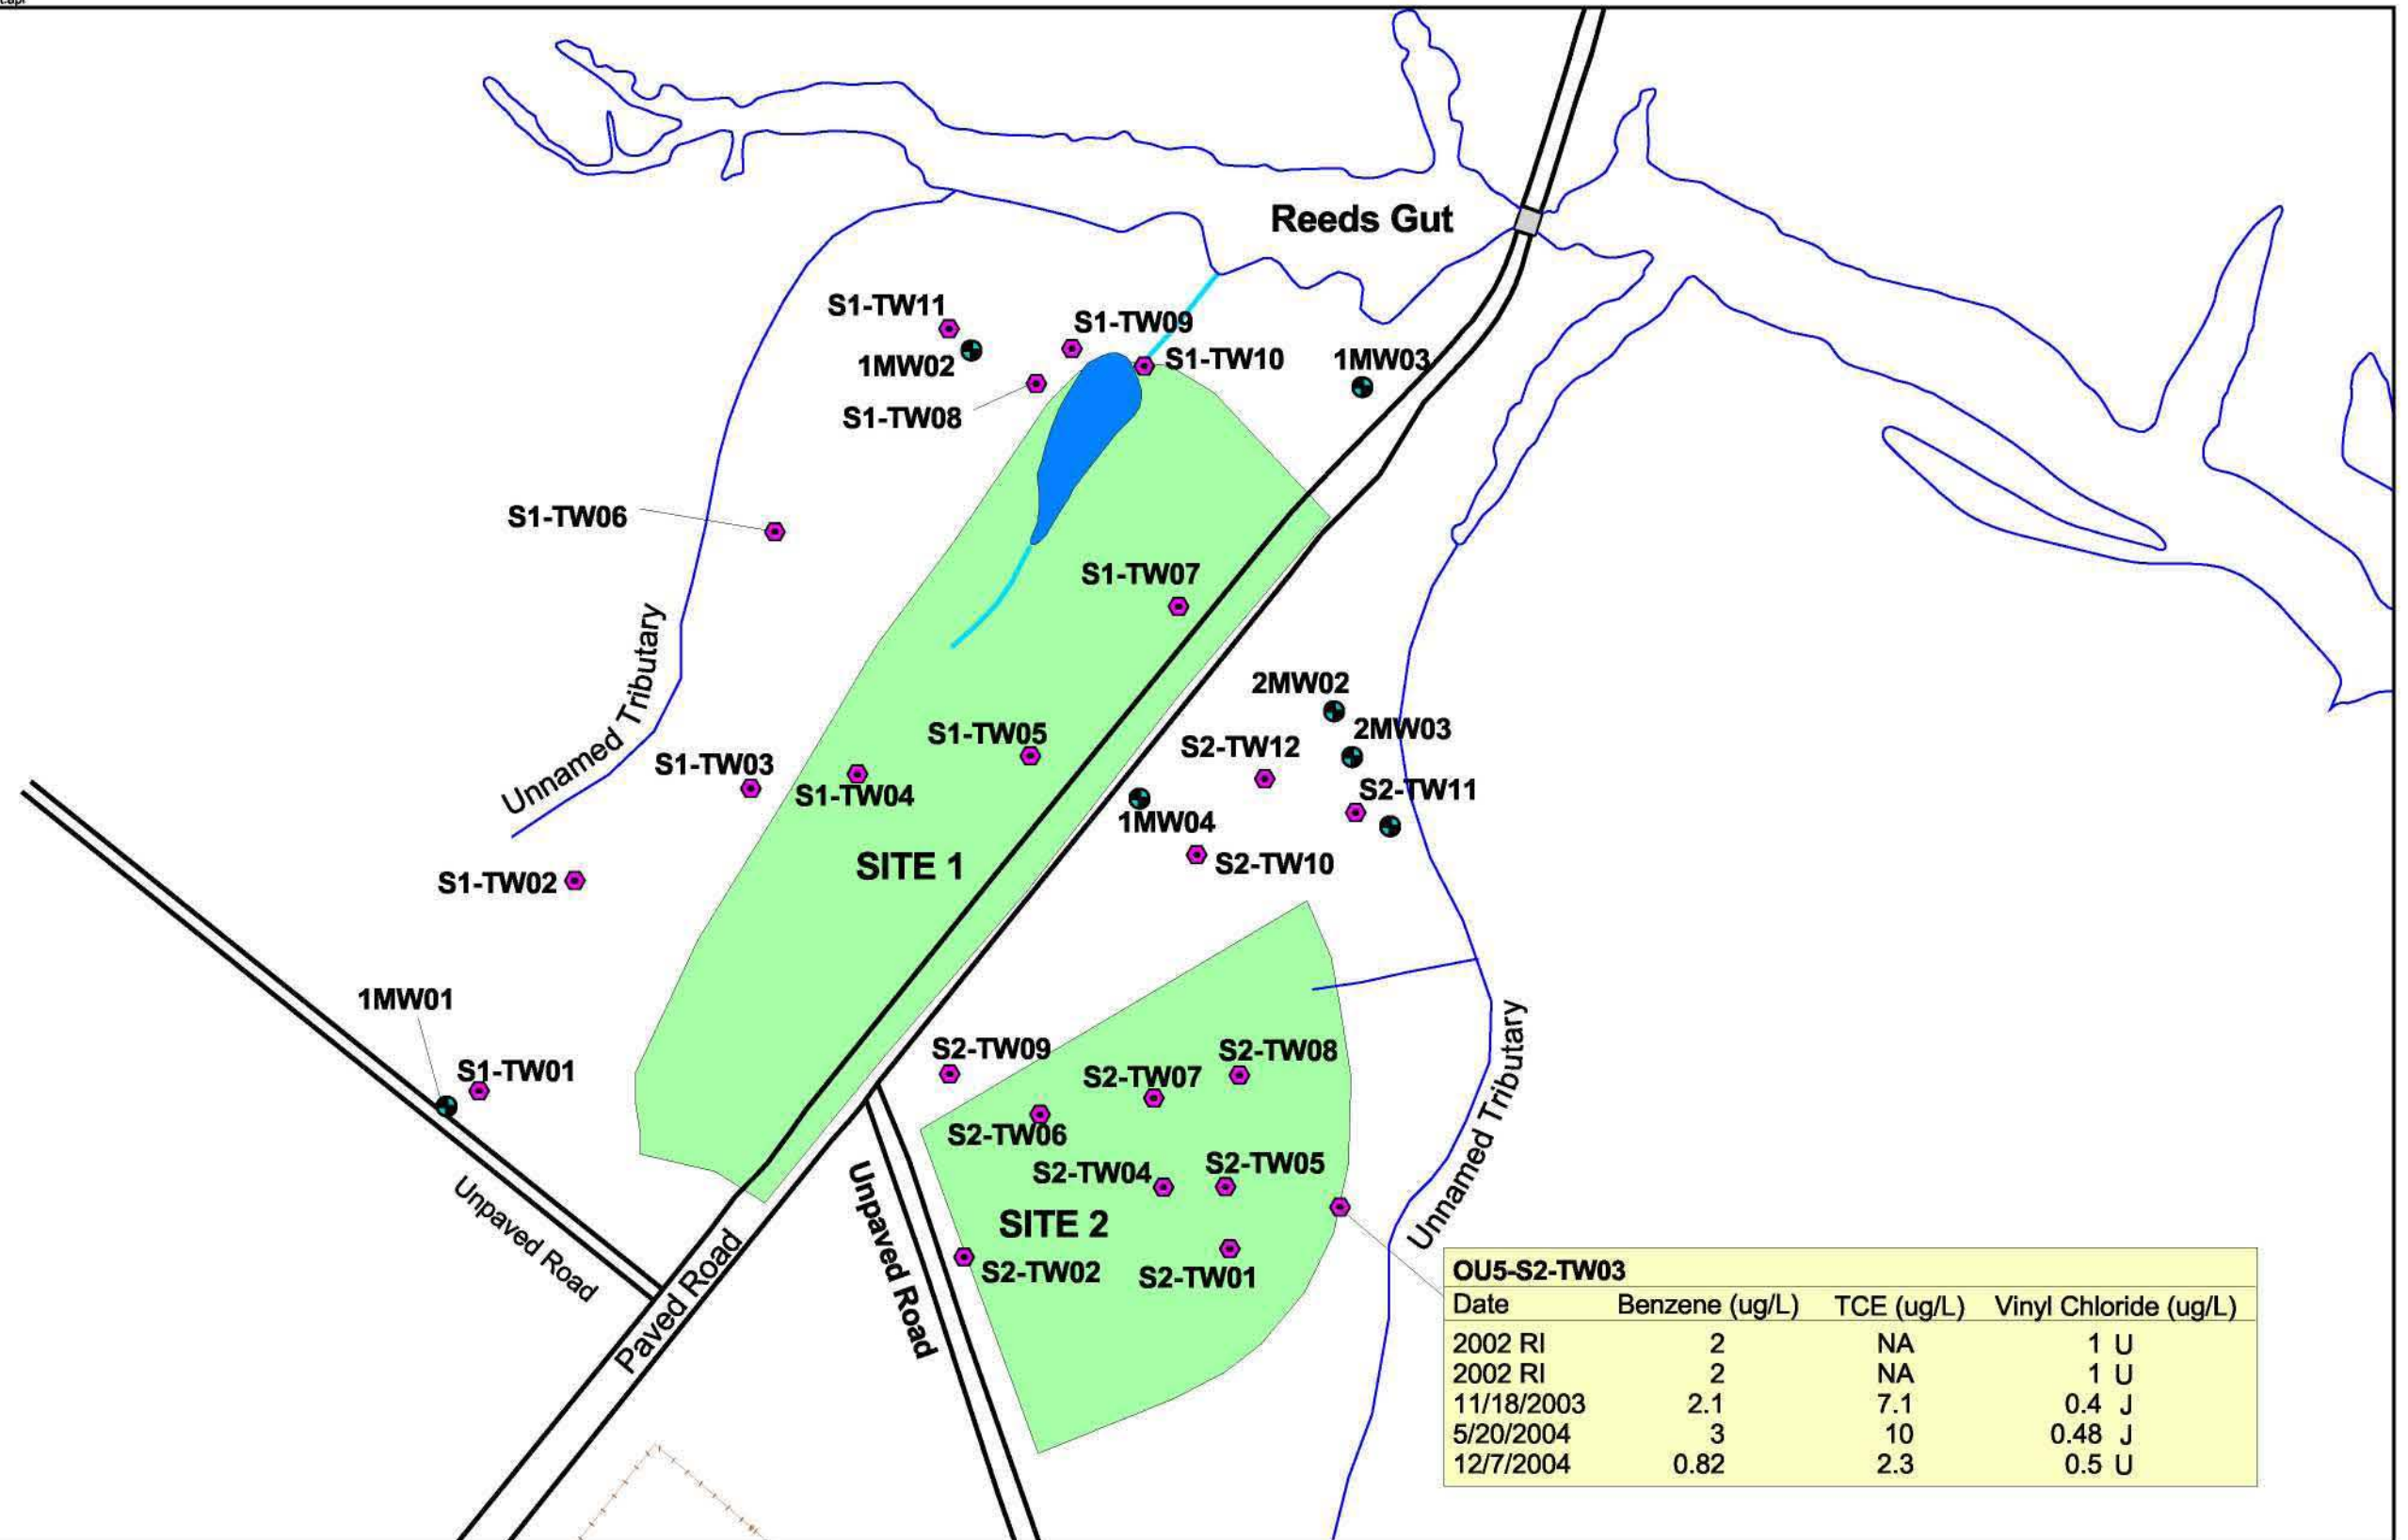 Reeds Gut
S1-TW11
S1-TW09
1MW02
S1-TW10
1MW03
S1-TW08
S1-TW06
S1-TW07
Unnamed Tributary
2MW02
2MW03
S1-TW05
S2-TW12
S1-TW03
S1-TW04
S2-TW11
1MW04
SITE 1
S2-TW10
S1-TW02
1MW01
S2-TW09
S2-TW08
S1-TW01
S2-TW07
Unnamed Tributary
S2-TW06
S2-TW04
S2-TW05
Unpaved Road
Unpaved Road
SITE 2
Paved Road
S2-TW02
S2-TW01
OU5-S2-TW03
Date Benzene (ug/L) TCE (ug/L) Vinyl Chloride (ug/L)
2002 RI 2 NA 1 U
2002 RI 2 NA 1 U
11/18/2003 2.1 7.1 0.4 J
5/20/2004 3 10 0.48 J
12/7/2004 0.82 2.3 0.5 U